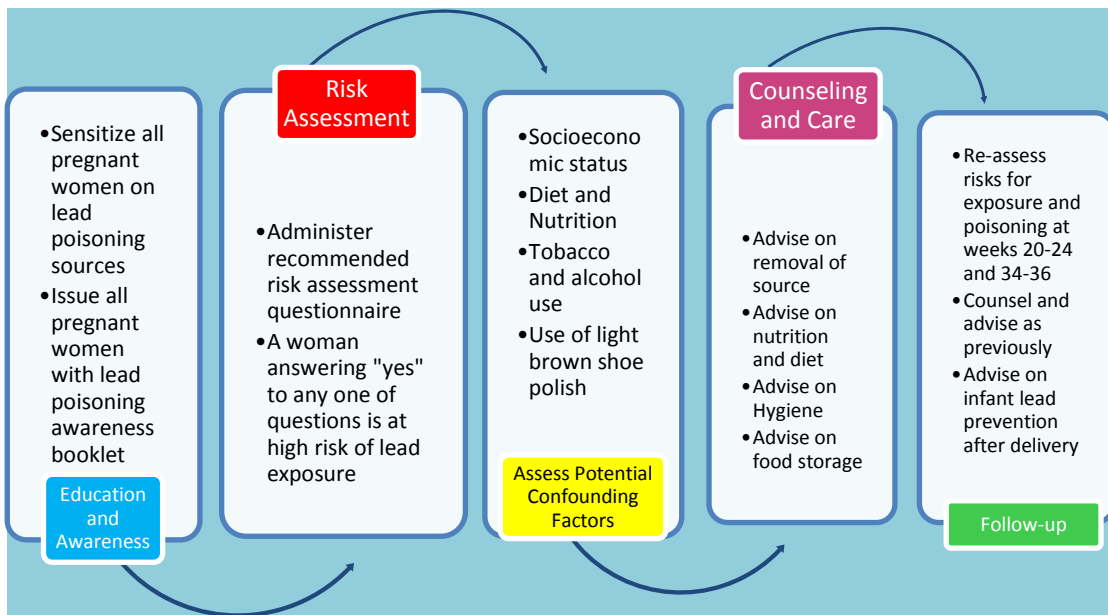 •Sensitize all
pregnant
women on
lead
poisoning
sources
•Issue all
pregnant
women
with lead
poisoning
awareness
booklet
Education
and
Awareness
Risk
Assessment
•Administer
recommended
risk assessment
questionnaire
•A woman
answering "yes"
to any one of
questions is at
high risk of lead
exposure
•Socioecono
mic status
•Diet and
Nutrition
•Tobacco
and alcohol
use
•Use of light
brown shoe
polish
Assess Potential
Confounding
Factors
Counseling
and Care
•Advise on
removal of
source
•Advise on
nutrition
and diet
•Advise on
Hygiene
•Advise on
food storage
•Re-assess
risks for
exposure and
poisoning at
weeks 20-24
and 34-36
•Counsel and
advise as
previously
•Advise on
infant lead
prevention
after delivery
Follow-up